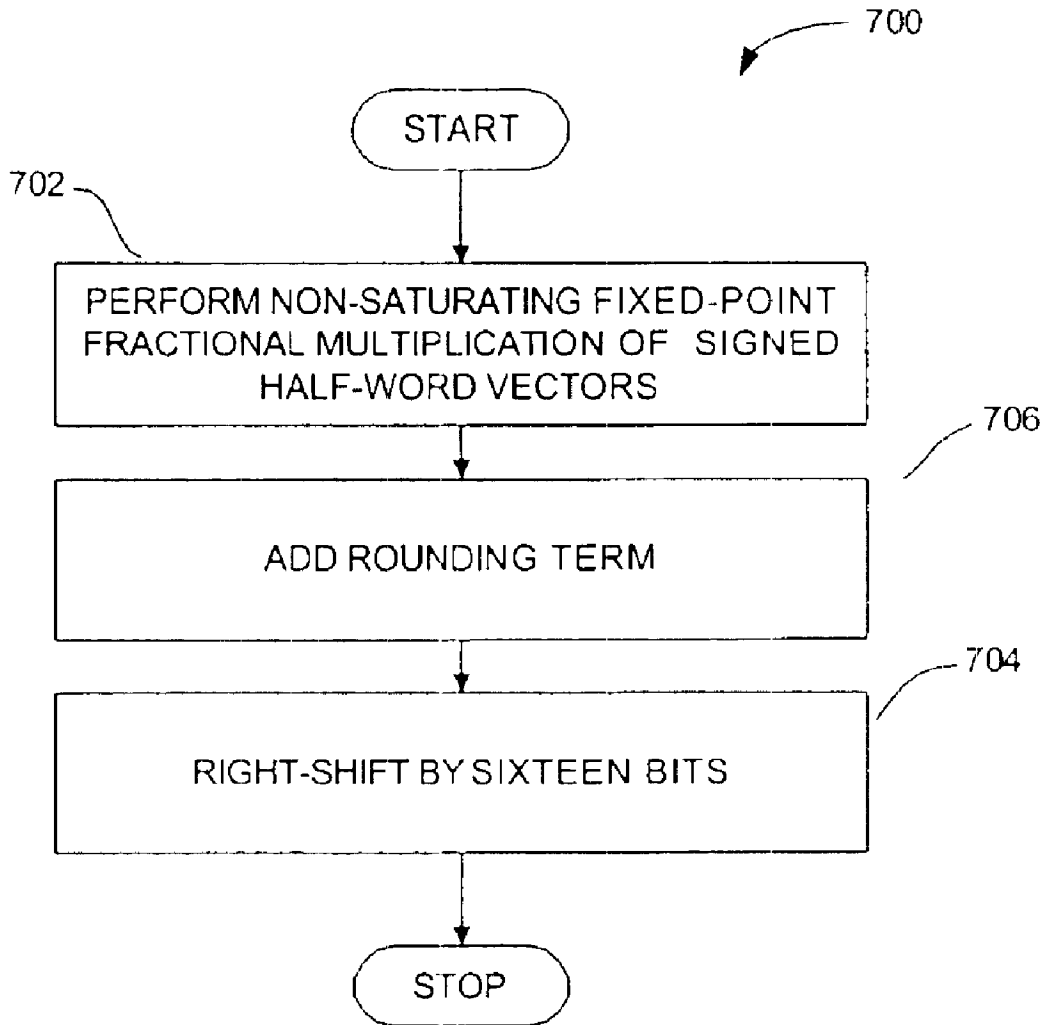 700
START
702
PERFORM NON-SATURATING FIXED-POINT
FRACTIONAL MULTIPLICATION OF SIGNED
HALF-WORD VECTORS
706
ADD ROUNDING TERM
704
RIGHT-SHIFT BY SIXTEEN BITS
STOP